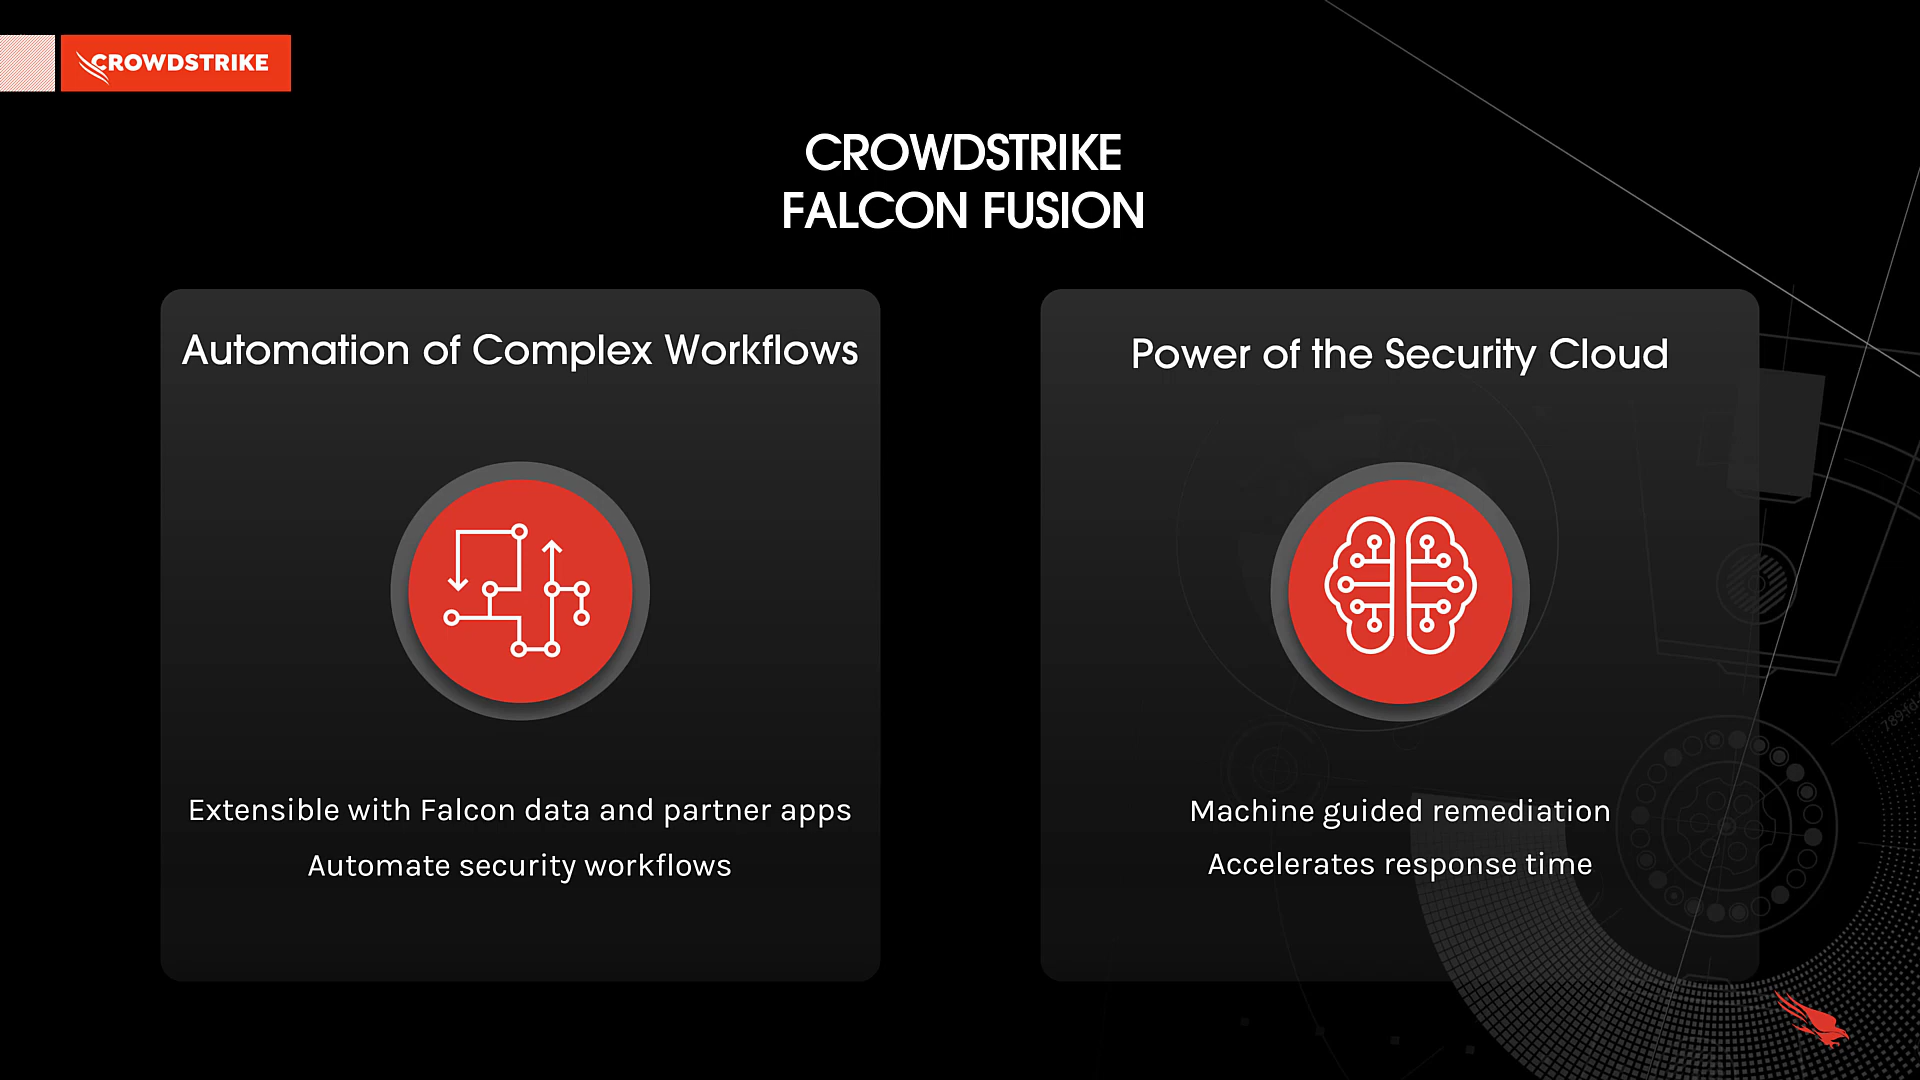 CROWDSTRIKE
CROWDSTRIKE
FALCON FUSION
Automation of Complex Workflows
Extensible with Falcon data and partner apps
Automate security workflows
Power of the Security Cloud
Machine guided remediation
Accelerates response time